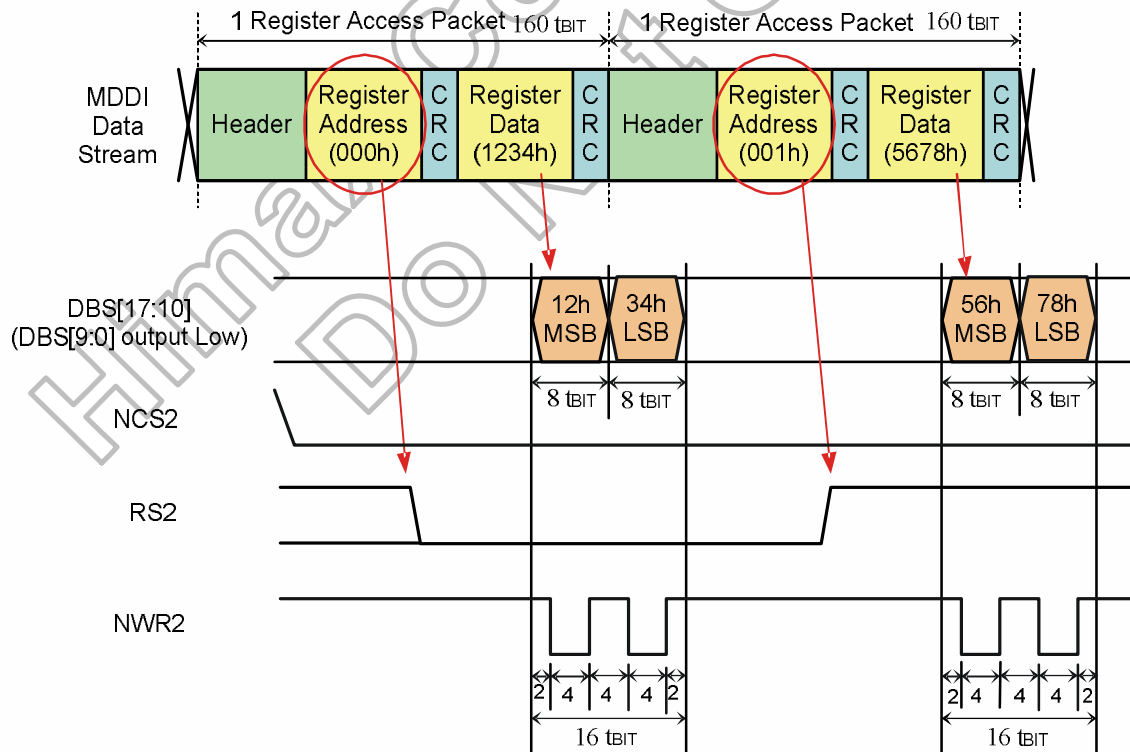 1 Register Access Packet 160 tBIT
1 Register Access Packet 160 tBIT
MDDI
Data
Stream
Header
Register
Address
(000h)
C
R
C
Register
Data
(1234h)
C
R
C
Header
Register
Address
(001h)
C
R
C
Register
Data
(5678h)
C
R
C
DBS[17:10]
(DBS[9:0] output Low)
12h
MSB
34h
LSB
56h
MSB
78h
LSB
8 tBIT
8 tBIT
8 tBIT
8 tBIT
NCS2
RS2
NWR2
2 4 4 4 2
2 4 4 4 2
16 tBIT
16 tBIT